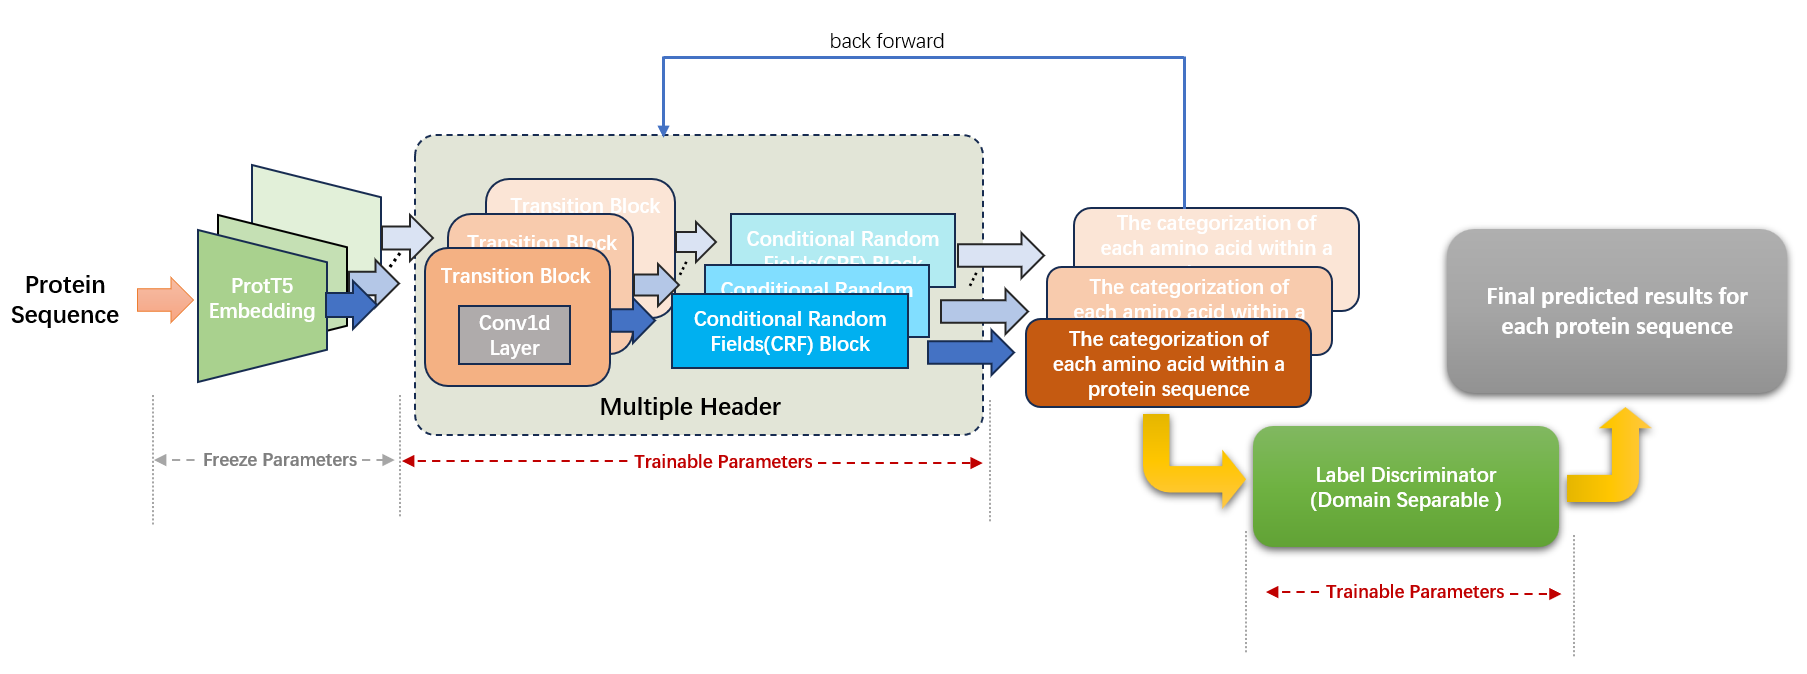 back forward
Protein
Sequence
ProtT5
Embedding
Transition Block
Transition Block
Transition Block
Conv1d
Layer
Conditional Random
Fields(CRF) Block
Conditional Random
Conditional Random
Fields(CRF) Block
Multiple Header
The categorization of
each amino acid within a
The categorization of
each amino acid within a
The categorization of
each amino acid within a
protein sequence
Final predicted results for
each protein sequence
Label Discriminator
(Domain Separable )
Freeze Parameters
Trainable Parameters
Trainable Parameters